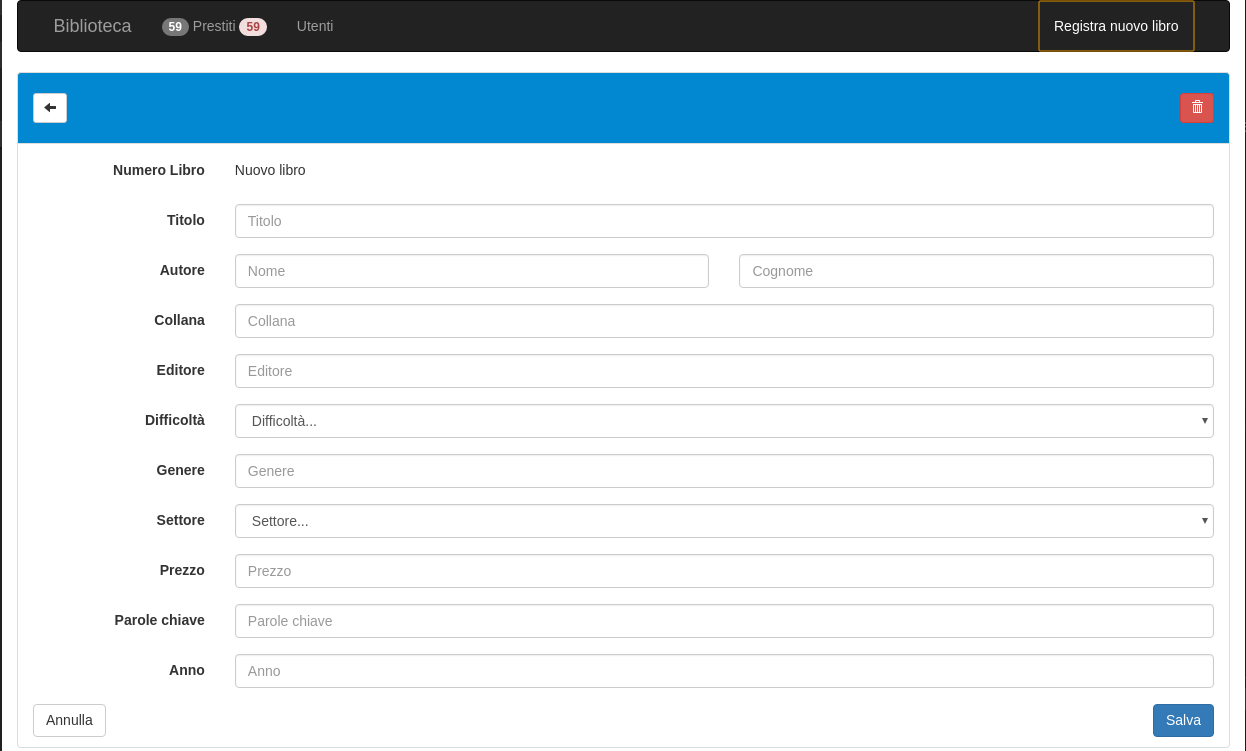 Biblioteca 59 Prestiti 59 Utenti Registra nuovo libro
Numero Libro Nuovo libro
Titolo Titolo
Autore Nome Cognome
Collana Collana
Editore Editore
Difficoltà Difficoltà...
Genere Genere
Settore Settore...
Prezzo Prezzo
Parole chiave Parole chiave
Anno Anno
Annulla Salva